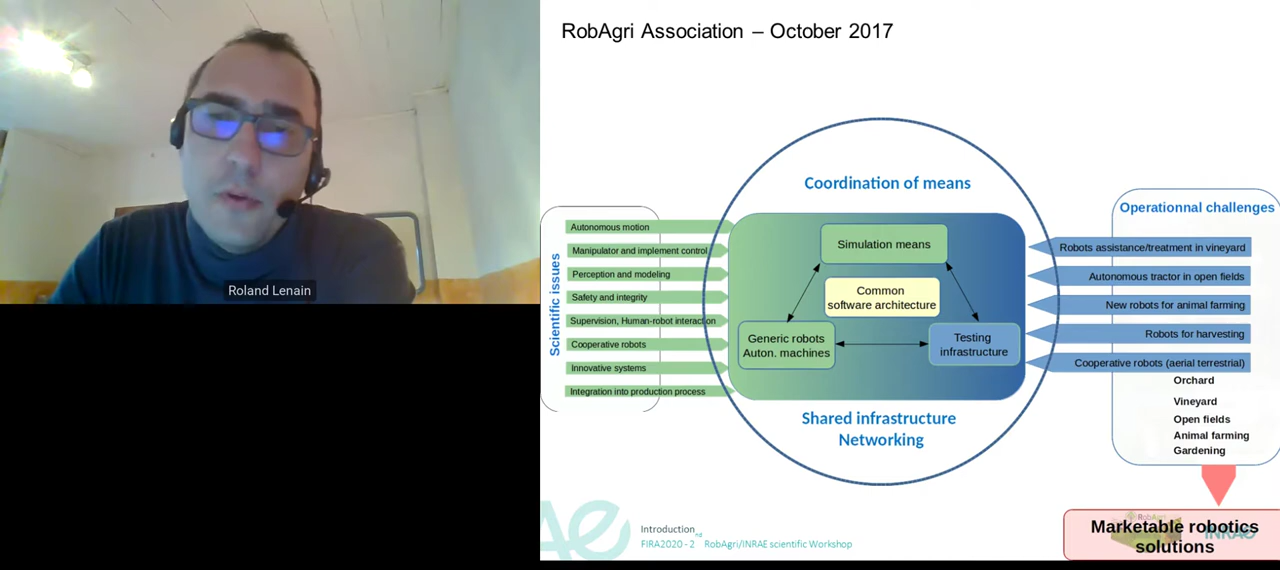 RobAgri Association – October 2017
Roland Lenain
Coordination of means
Scientific issues
Autonomous motion
Manipulator and implement control
Perception and modeling
Safety and integrity
Supervision, Human-robot interaction
Cooperative robots
Innovative systems
Integration into production process
Simulation means
Common
software architecture
Generic robots
Auton. machines
Testing
infrastructure
Shared infrastructure
Networking
Operationnal challenges
Robots assistance/treatment in vineyard
Autonomous tractor in open fields
New robots for animal farming
Robots for harvesting
Cooperative robots (aerial terrestrial)
Orchard
Vineyard
Open fields
Animal farming
Gardening
Marketable robotics
solutions
RobAgri
INRAE
Introduction
FIRA2020 - 2nd RobAgri/INRAE scientific Workshop